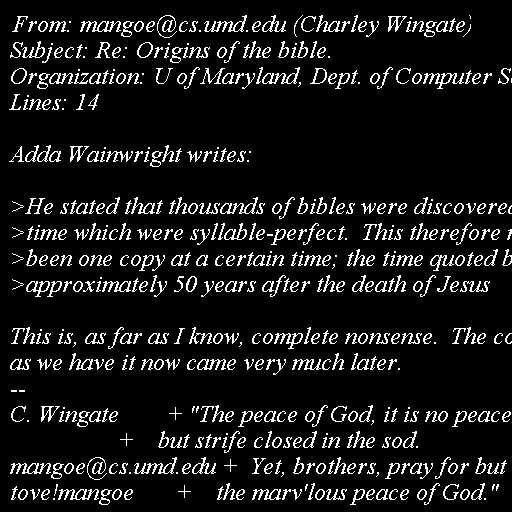 From: mangoe@cs.umd.edu (Charley Wingate)
Subject: Re: Origins of the bible.
Organization: U of Maryland, Dept. of Computer
Lines: 14

Adda Wainwright writes:

>He stated that thousands of bibles were discovered
>time which were syllable-perfect.  This therefore
>been one copy at a certain time; the time quoted
>approximately 50 years after the death of Jesus

This is, as far as I know, complete nonsense.  The
as we have it now came very much later.
--
C. Wingate        + "The peace of God, it is no peace
                  +    but strife closed in the sod.
mangoe@cs.umd.edu +  Yet, brothers, pray for but
tove!mangoe       +    the marv'lous peace of God."